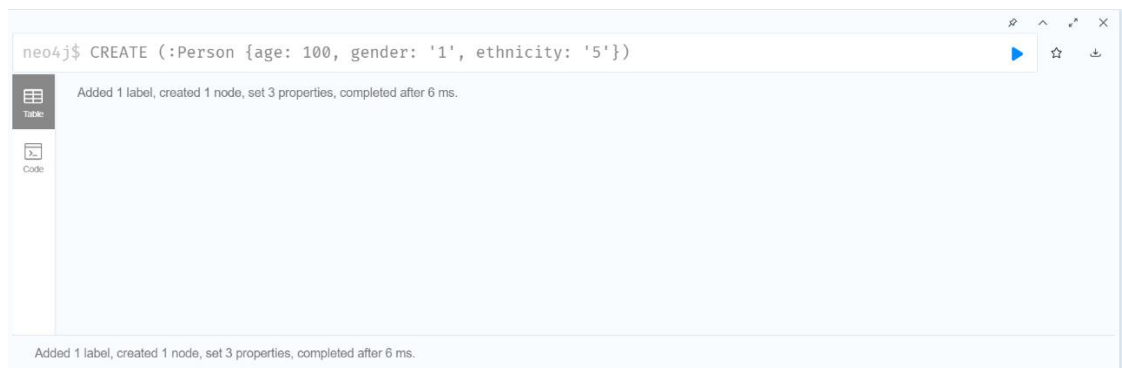 neo4j$ CREATE (:Person {age: 100, gender: '1', ethnicity: '5'})
Table
Added 1 label, created 1 node, set 3 properties, completed after 6 ms.
Code
Added 1 label, created 1 node, set 3 properties, completed after 6 ms.